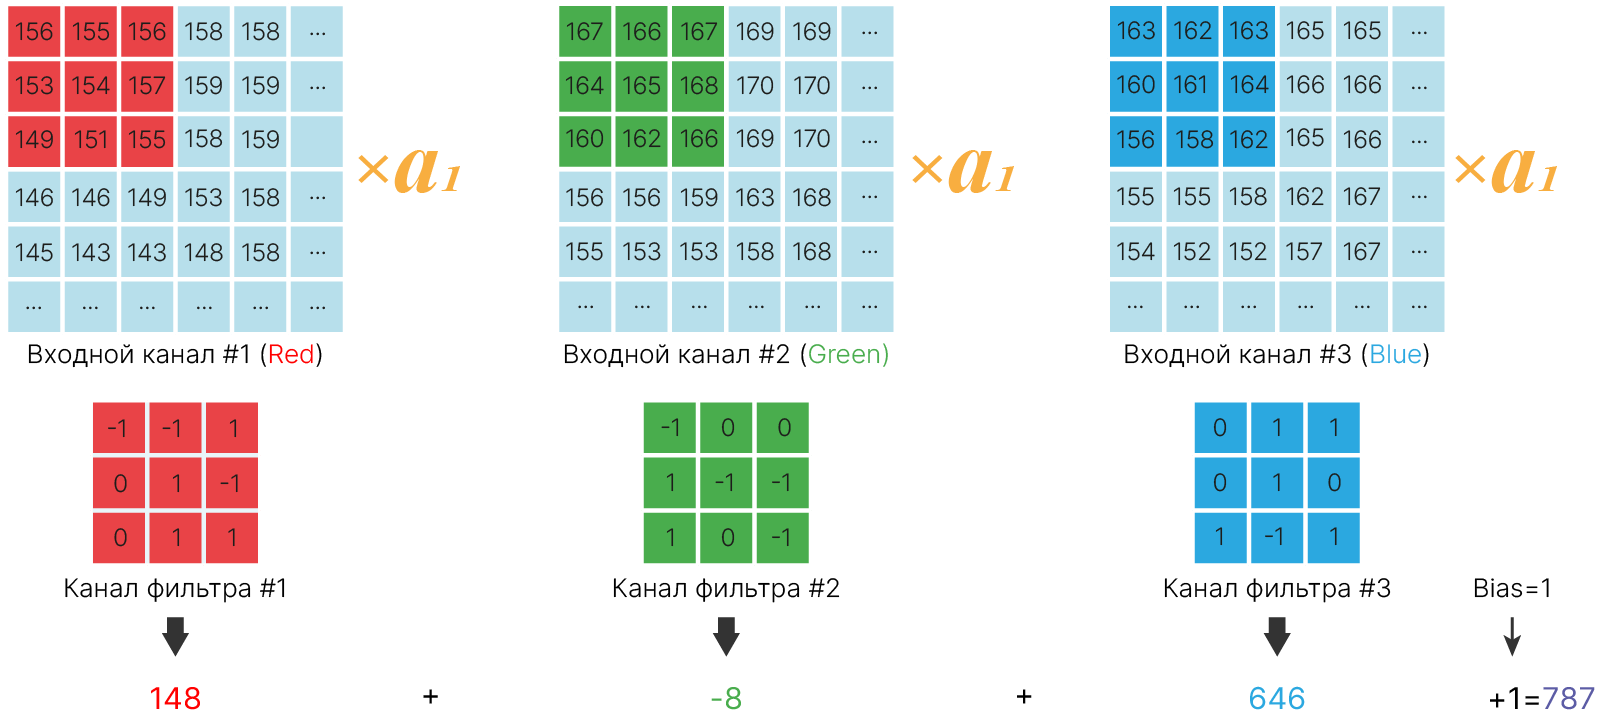 156 155 156 158 158 ... 167 166 167 169 169 ... 163 162 163 165 165 ...
153 154 157 159 159 ... 164 165 168 170 170 ... 160 161 164 166 166 ...
149 151 155 158 159 160 162 166 169 170 ... 156 158 162 165 166 ...
×a₁ ×a₁ ×a₁
146 146 149 153 158 ... 156 156 159 163 168 ... 155 155 158 162 167 ...
145 143 143 148 158 ... 155 153 153 158 168 ... 154 152 152 157 167 ...
... ... ... ... ... ... ... ... ... ... ... ... ... ... ... ... ... ...
Входной канал #1 (Red) Входной канал #2 (Green) Входной канал #3 (Blue)
-1 -1 1 -1 0 0 0 1 1
0 1 -1 1 -1 -1 0 1 0
0 1 1 1 0 -1 1 -1 1
Канал фильтра #1 Канал фильтра #2 Канал фильтра #3 Bias=1
148 + -8 + 646 +1=787